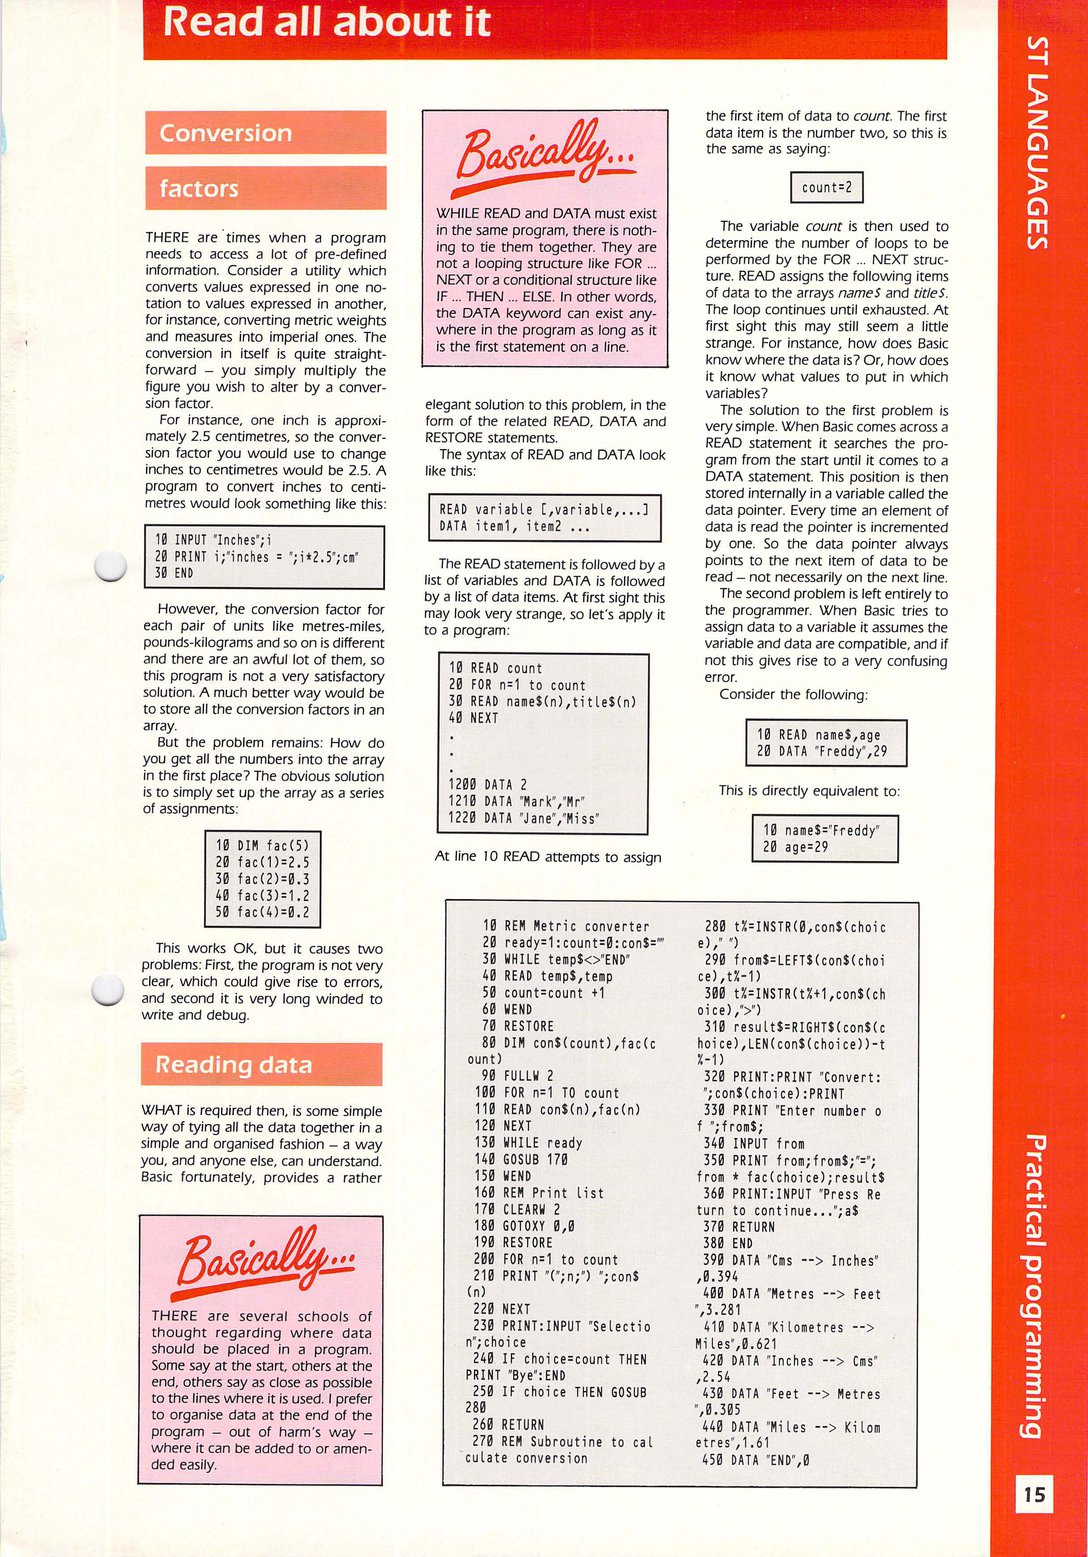 Read all about it
Conversion
factors
THERE are times when a program
needs to access a lot of pre-defined
information. Consider a utility which
converts values expressed in one no-
tation to values expressed in another,
for instance, converting metric weights
and measures into imperial ones. The
conversion in itself is quite straight-
forward – you simply multiply the
figure you wish to alter by a conver-
sion factor.
For instance, one inch is approxi-
mately 2.5 centimetres, so the conver-
sion factor you would use to change
inches to centimetres would be 2.5. A
program to convert inches to centi-
metres would look something like this:
10 INPUT "Inches";i
20 PRINT i;"inches = ";i*2.5";cm"
30 END
However, the conversion factor for
each pair of units like metres-miles,
pounds-kilograms and so on is different
and there are an awful lot of them, so
this program is not a very satisfactory
solution. A much better way would be
to store all the conversion factors in an
array.
But the problem remains: How do
you get all the numbers into the array
in the first place? The obvious solution
is to simply set up the array as a series
of assignments:
10 DIM fac(5)
20 fac(1)=2.5
30 fac(2)=0.3
40 fac(3)=1.2
50 fac(4)=0.2
This works OK, but it causes two
problems: First, the program is not very
clear, which could give rise to errors,
and second it is very long winded to
write and debug.
Reading data
WHAT is required then, is some simple
way of tying all the data together in a
simple and organised fashion – a way
you, and anyone else, can understand.
Basic fortunately, provides a rather
Basically...
THERE are several schools of
thought regarding where data
should be placed in a program.
Some say at the start, others at the
end, others say as close as possible
to the lines where it is used. I prefer
to organise data at the end of the
program – out of harm's way –
where it can be added to or amen-
ded easily.
Basically...
WHILE READ and DATA must exist
in the same program, there is noth-
ing to tie them together. They are
not a looping structure like FOR ...
NEXT or a conditional structure like
IF ... THEN ... ELSE. In other words,
the DATA keyword can exist any-
where in the program as long as it
is the first statement on a line.
elegant solution to this problem, in the
form of the related READ, DATA and
RESTORE statements.
The syntax of READ and DATA look
like this:
READ variable [,variable,...]
DATA item1, item2 ...
The READ statement is followed by a
list of variables and DATA is followed
by a list of data items. At first sight this
may look very strange, so let's apply it
to a program:
10 READ count
20 FOR n=1 to count
30 READ name$(n),title$(n)
40 NEXT
.
.
.
1200 DATA 2
1210 DATA "Mark","Mr"
1220 DATA "Jane","Miss"
At line 10 READ attempts to assign
the first item of data to count. The first
data item is the number two, so this is
the same as saying:
count=2
The variable count is then used to
determine the number of loops to be
performed by the FOR ... NEXT struc-
ture. READ assigns the following items
of data to the arrays name$ and title$.
The loop continues until exhausted. At
first sight this may still seem a little
strange. For instance, how does Basic
know where the data is? Or, how does
it know what values to put in which
variables?
The solution to the first problem is
very simple. When Basic comes across a
READ statement it searches the pro-
gram from the start until it comes to a
DATA statement. This position is then
stored internally in a variable called the
data pointer. Every time an element of
data is read the pointer is incremented
by one. So the data pointer always
points to the next item of data to be
read – not necessarily on the next line.
The second problem is left entirely to
the programmer. When Basic tries to
assign data to a variable it assumes the
variable and data are compatible, and if
not this gives rise to a very confusing
error.
Consider the following:
10 READ name$,age
20 DATA "Freddy",29
This is directly equivalent to:
10 name$="Freddy"
20 age=29
10 REM Metric converter
20 ready=1:count=0:con$=""
30 WHILE temp$<>"END"
40 READ temp$,temp
50 count=count +1
60 WEND
70 RESTORE
80 DIM con$(count),fac(c
ount)
90 FULLW 2
100 FOR n=1 TO count
110 READ con$(n),fac(n)
120 NEXT
130 WHILE ready
140 GOSUB 170
150 WEND
160 REM Print list
170 CLEARW 2
180 GOTOXY 0,0
190 RESTORE
200 FOR n=1 to count
210 PRINT "(";n;") ";con$
(n)
220 NEXT
230 PRINT:INPUT "Selectio
n";choice
240 IF choice=count THEN
PRINT "Bye":END
250 IF choice THEN GOSUB
280
260 RETURN
270 REM Subroutine to cal
culate conversion
280 t%=INSTR(0,con$(choic
e)," ")
290 from$=LEFT$(con$(choi
ce),t%-1)
300 t%=INSTR(t%+1,con$(ch
oice),">")
310 result$=RIGHT$(con$(c
hoice),LEN(con$(choice))-t
%-1)
320 PRINT:PRINT "Convert:
";con$(choice):PRINT
330 PRINT "Enter number o
f ";from$;
340 INPUT from
350 PRINT from;from$;"=";
from * fac(choice);result$
360 PRINT:INPUT "Press Re
turn to continue...";a$
370 RETURN
380 END
390 DATA "Cms --> Inches"
,0.394
400 DATA "Metres --> Feet
",3.281
410 DATA "Kilometres -->
Miles",0.621
420 DATA "Inches --> Cms"
,2.54
430 DATA "Feet --> Metres
",0.305
440 DATA "Miles --> Kilom
etres",1.61
450 DATA "END",0
ST LANGUAGES
Practical programming
15